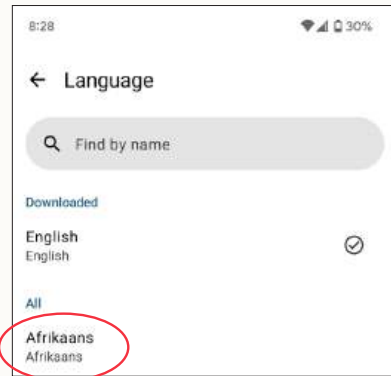 8:28 30%
Language
Find by name
Downloaded
English
English
All
Afrikaans
Afrikaans